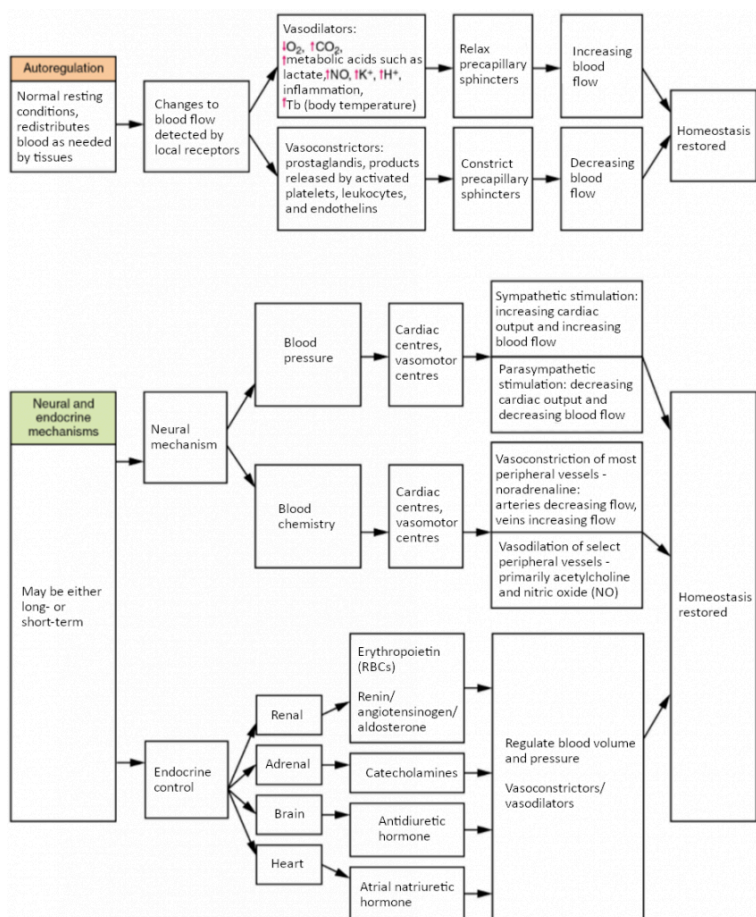 Autoregulation
Normal resting
conditions,
redistributes
blood as needed
by tissues
Changes to
blood flow
detected by
local receptors
Vasodilators:
↓O₂, ↑CO₂,
↑metabolic acids such as
lactate,↑NO, ↑K⁺, ↑H⁺,
inflammation,
↑Tb (body temperature)
Relax
precapillary
sphincters
Increasing
blood
flow
Vasoconstrictors:
prostaglandis, products
released by activated
platelets, leukocytes,
and endothelins
Constrict
precapillary
sphincters
Decreasing
blood
flow
Homeostasis
restored
Neural and
endocrine
mechanisms
May be either
long- or
short-term
Neural
mechanism
Blood
pressure
Cardiac
centres,
vasomotor
centres
Sympathetic stimulation:
increasing cardiac
output and increasing
blood flow
Parasympathetic
stimulation: decreasing
cardiac output and
decreasing blood flow
Blood
chemistry
Cardiac
centres,
vasomotor
centres
Vasoconstriction of most
peripheral vessels -
noradrenaline:
arteries decreasing flow,
veins increasing flow
Vasodilation of select
peripheral vessels -
primarily acetylcholine
and nitric oxide (NO)
Homeostasis
restored
Endocrine
control
Renal
Erythropoietin
(RBCs)
Renin/
angiotensinogen/
aldosterone
Adrenal
Catecholamines
Brain
Antidiuretic
hormone
Heart
Atrial natriuretic
hormone
Regulate blood volume
and pressure
Vasoconstrictors/
vasodilators